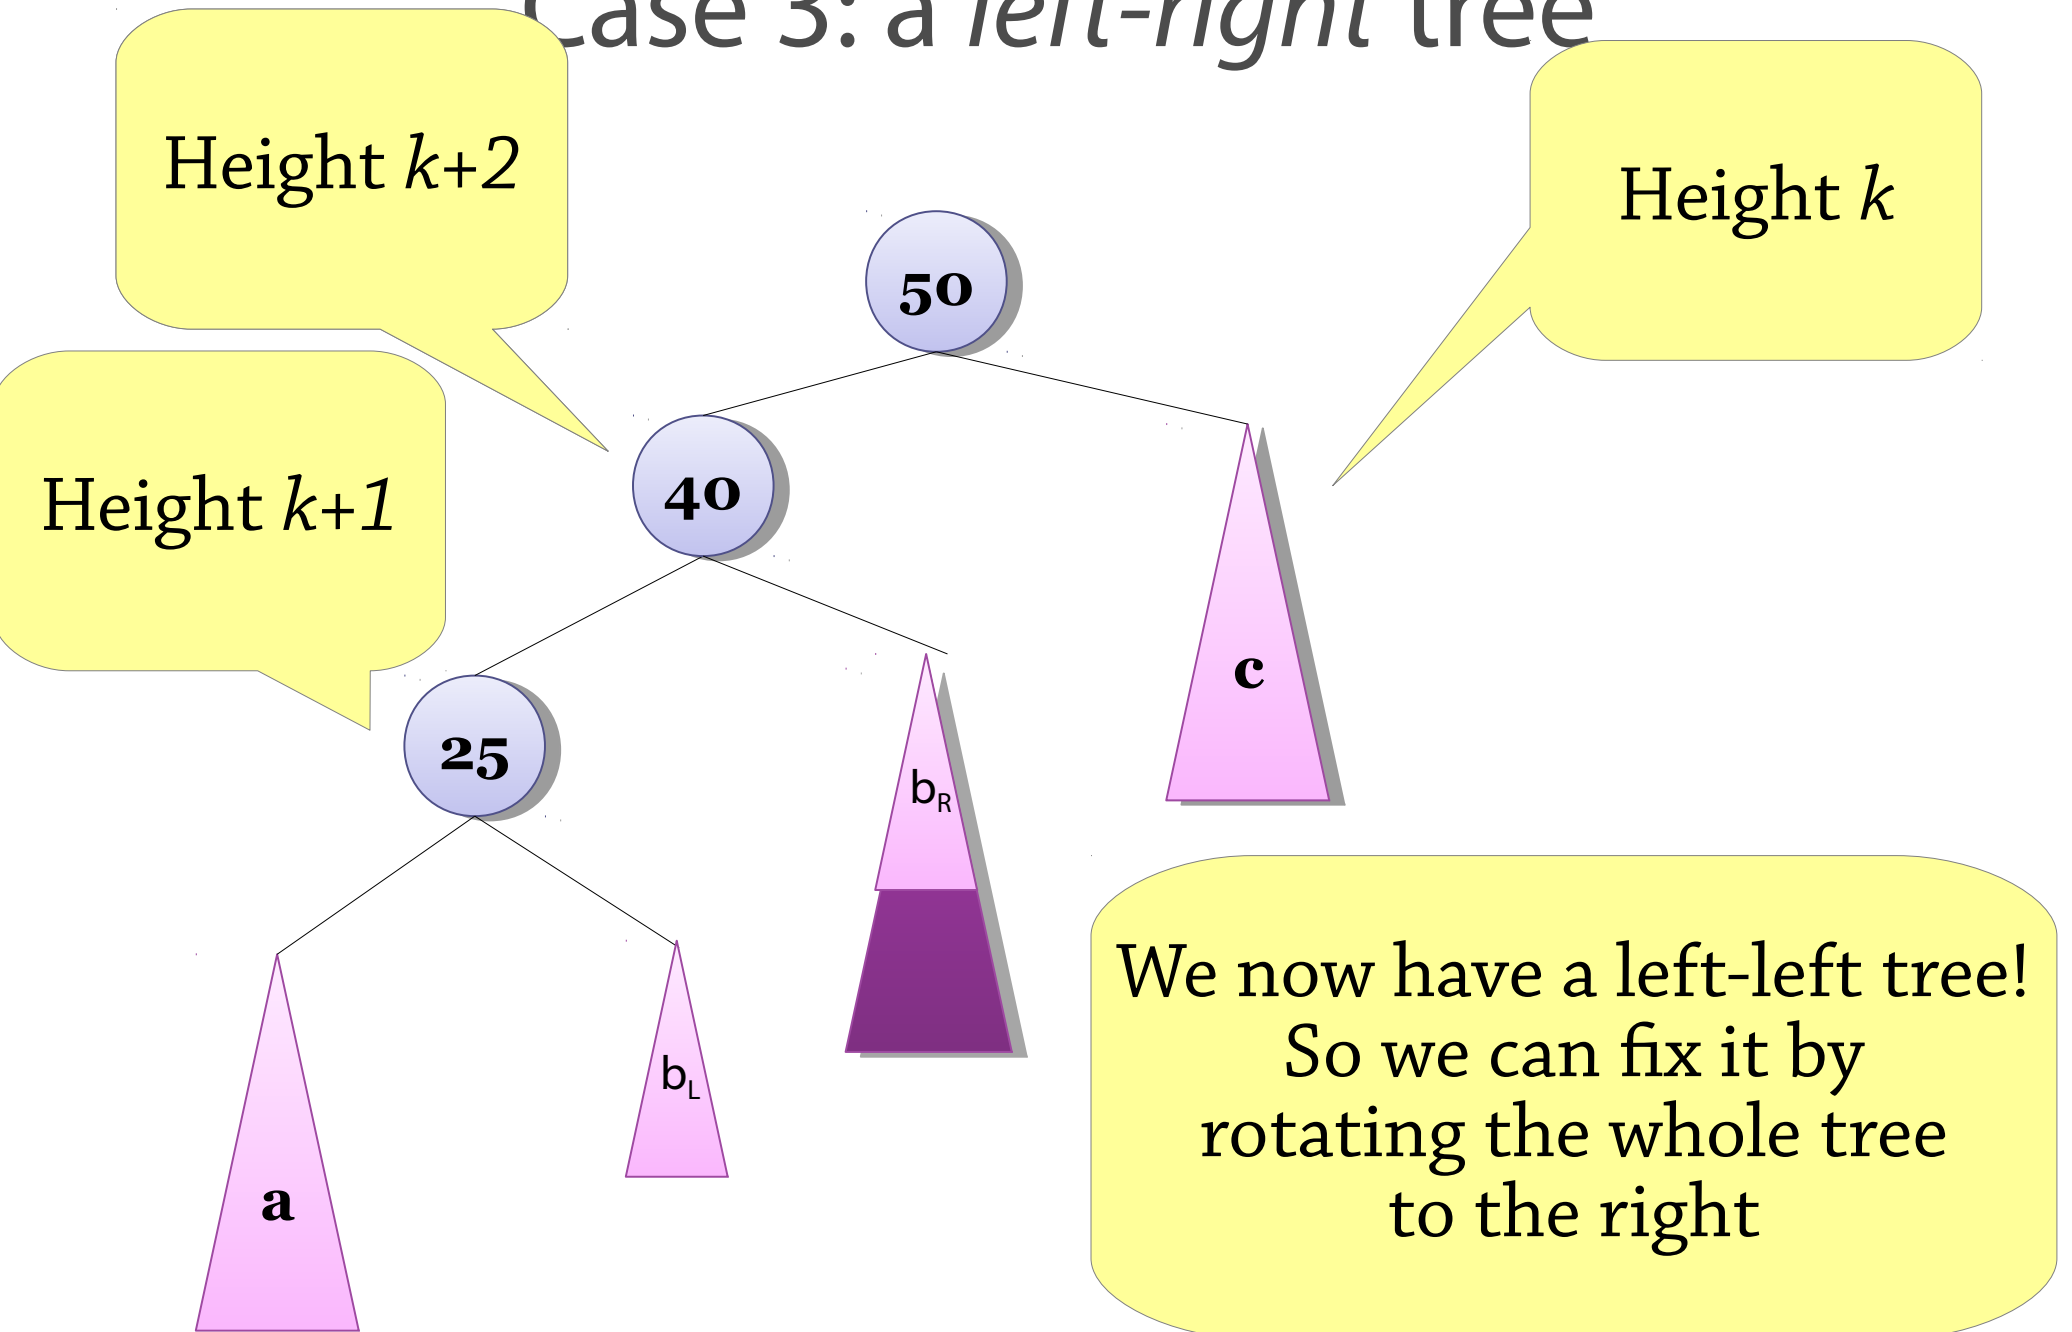 Case 3: a left-right tree
Height k+2
Height k
50
Height k+1
40
c
25
bR
We now have a left-left tree!
So we can fix it by
rotating the whole tree
to the right
bL
a